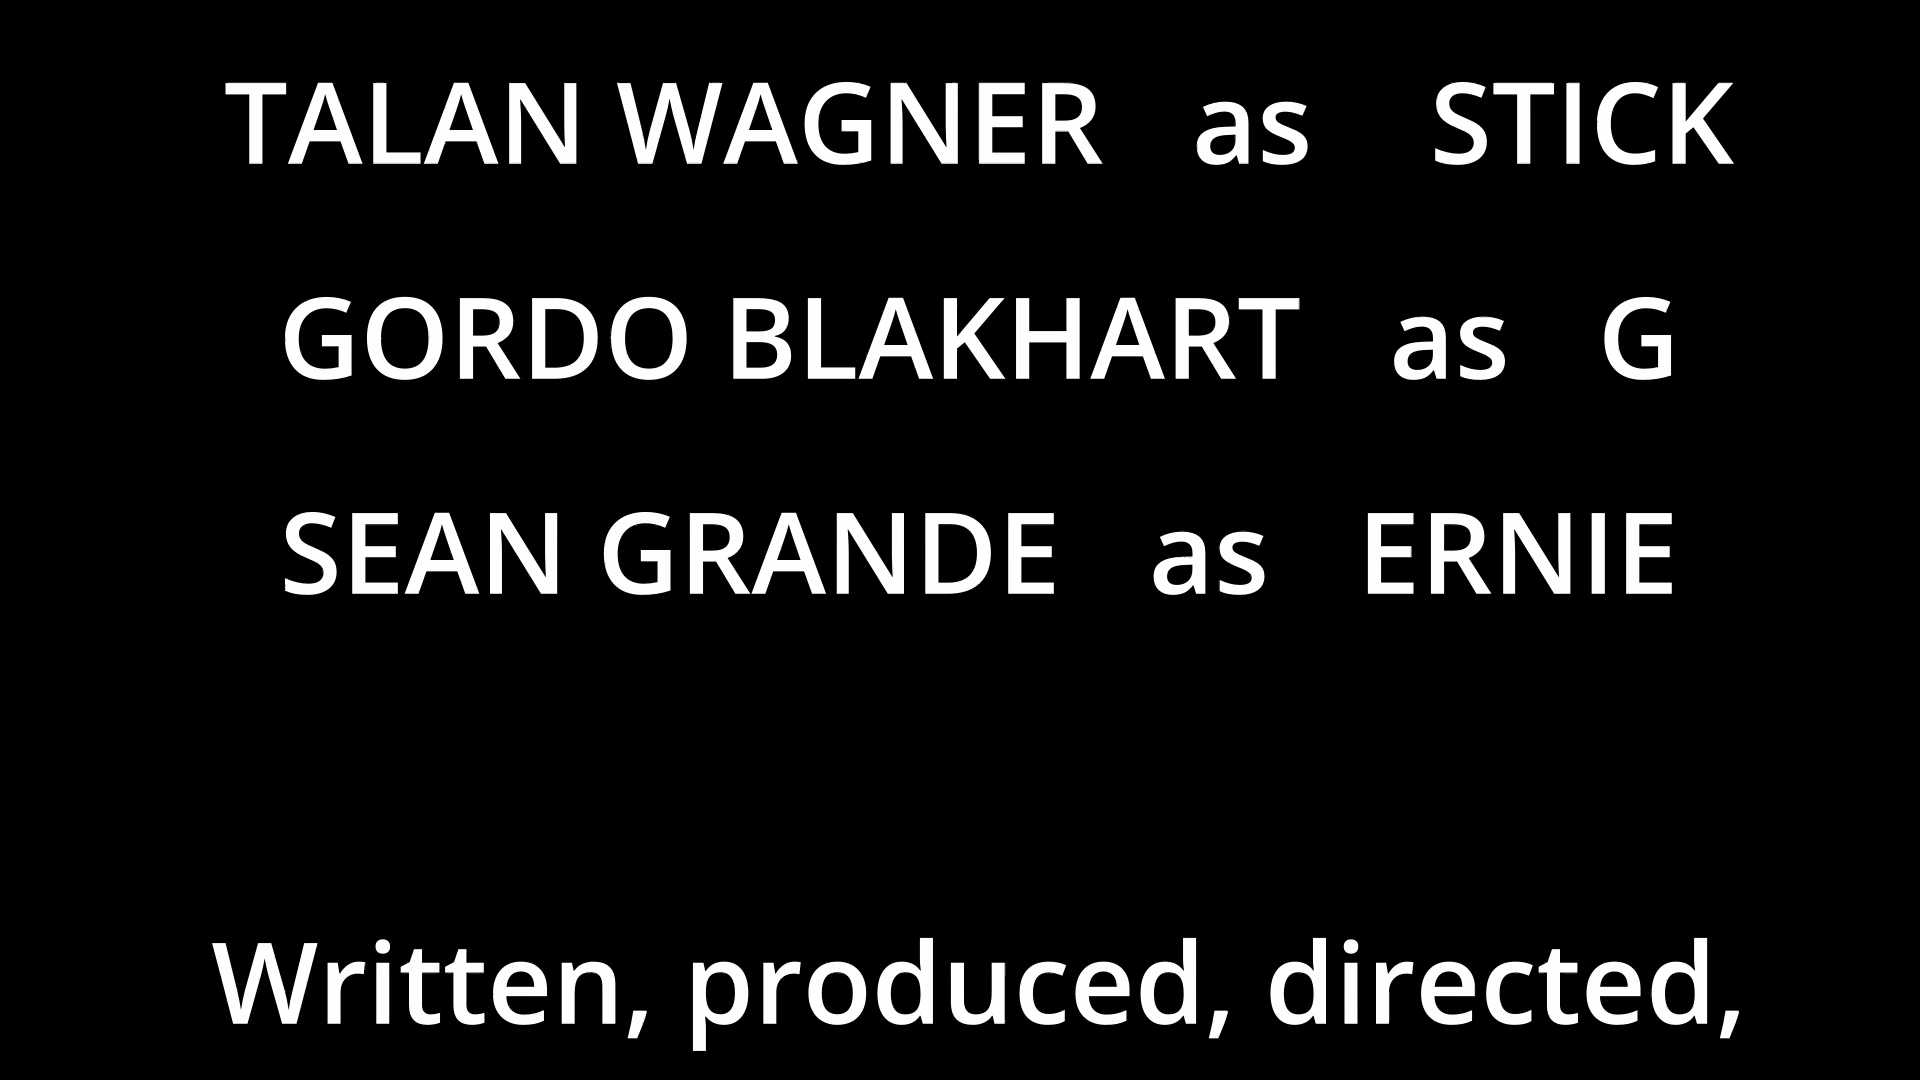 TALAN WAGNER as STICK
GORDO BLAKHART as G
SEAN GRANDE as ERNIE
Written, produced, directed,